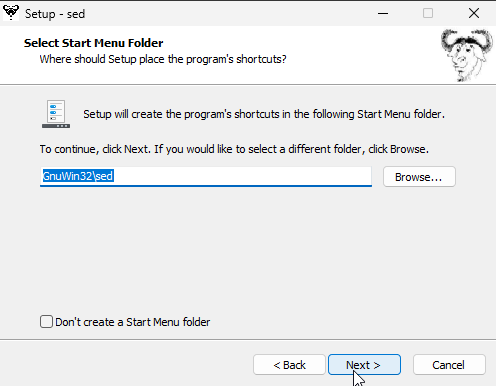 Setup - sed
Select Start Menu Folder
Where should Setup place the program's shortcuts?
Setup will create the program's shortcuts in the following Start Menu folder.
To continue, click Next. If you would like to select a different folder, click Browse.
GnuWin32\sed
Browse...
Don't create a Start Menu folder
< Back
Next >
Cancel